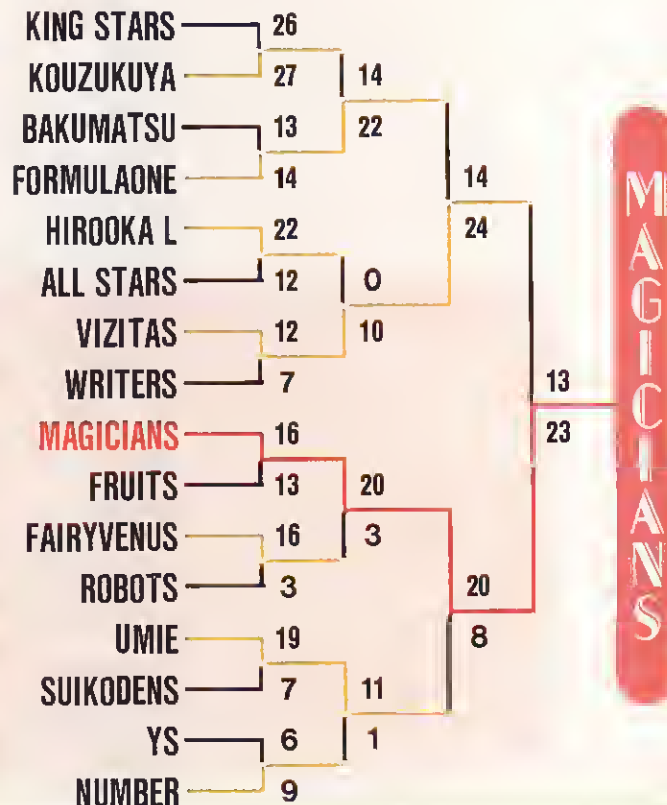 KING STARS 26
14
KOUZUKUYA 27
BAKUMATSU 13
22
FORMULAONE 14
14
HIROOKA L 22
24
ALL STARS 12
0
VIZITAS 12
10
WRITERS 7
13
MAGICIANS 16
23
FRUITS 13
20
FAIRYVENUS 16
3
ROBOTS 3
20
UMIE 19
8
SUIKODENS 7
11
YS 6
1
NUMBER 9
MAGICIANS